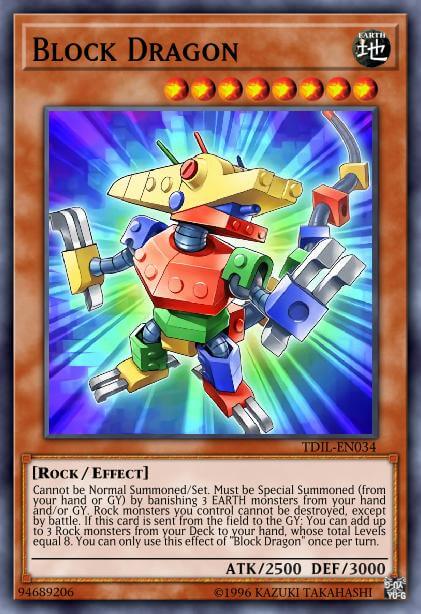 BLOCK DRAGON
EARTH
地
TDIL-EN034
[ROCK / EFFECT]
Cannot be Normal Summoned/Set. Must be Special Summoned (from
your hand or GY) by banishing 3 EARTH monsters from your hand
and/or GY. Rock monsters you control cannot be destroyed, except
by battle. If this card is sent from the field to the GY: You can add up
to 3 Rock monsters from your Deck to your hand, whose total Levels
equal 8. You can only use this effect of "Block Dragon" once per turn.
ATK/2500 DEF/3000
94689206
©1996 KAZUKI TAKAHASHI